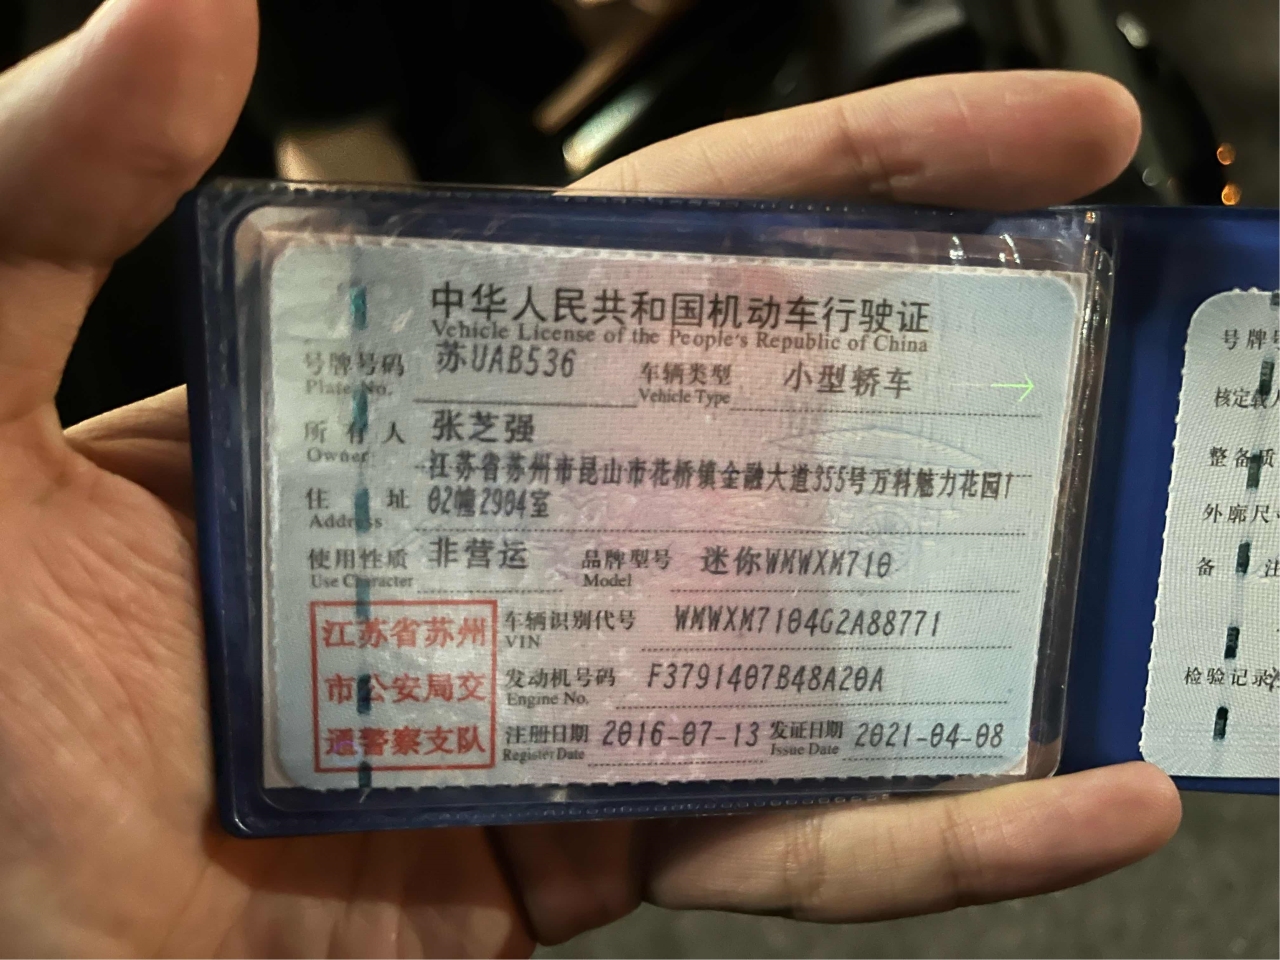 中华人民共和国机动车行驶证
Vehicle License of the People's Republic of China
号牌号码 苏UAB536 车辆类型 小型轿车
Plate No. Vehicle Type
所有人 张芝强
Owner
住址 江苏省苏州市昆山市花桥镇金融大道355号万科魅力花园1
02幢2904室
Address
使用性质 非营运 品牌型号 迷你WMWXM710
Use Character Model
江苏省苏州
市公安局交
通警察支队
车辆识别代号 WMWXM7104G2A88771
VIN
发动机号码 F3791407B48A20A
Engine No.
注册日期 2016-07-13 发证日期 2021-04-08
Register Date Issue Date
号牌号
核定载人
整备质
外廓尺寸
备注
检验记录